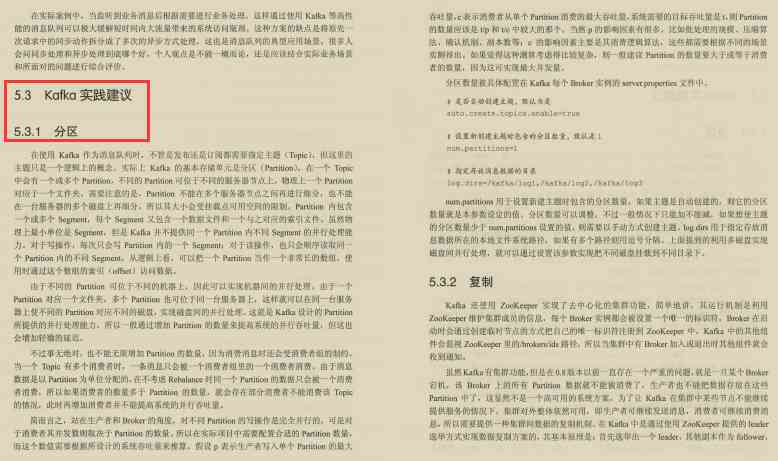 在实际案例中，当监听到业务消息后根据需要进行业务处理，这样通过使用 Kafka 等高性
能的消息队列可以极大缓解短时间内大流量带来的系统访问瓶颈。这种方案的缺点是将原先一
次请求中的同步动作拆分成了多次的异步方式处理，这也是消息队列的典型应用场景。很多人
会问同步处理和异步处理到底哪个好，个人观点是不能一概而论，还是应该结合实际业务场景
和所面对的问题进行综合评价。
5.3 Kafka 实践建议
5.3.1 分区
在使用 Kafka 作为消息队列时，不管是发布还是订阅都需要指定主题（Topic），但这里的
主题只是一个逻辑上的概念。实际上 Kafka 的基本存储单元是分区（Partition），在一个 Topic
中会有一个或多个 Partition，不同的 Partition 可位于不同的服务器节点上，物理上一个 Partition
对应于一个文件夹。需要注意的是，Partition 不能在多个服务器节点之间再进行细分，也不能
在一台服务器的多个磁盘上再细分，所以其大小会受挂载点可用空间的限制。Partition 内包含
一个或多个 Segment，每个 Segment 又包含一个数据文件和一个与之对应的索引文件。虽然物
理上最小单位是 Segment，但是 Kafka 并不提供同一个 Partition 内不同 Segment 的并行处理能
力。对于写操作，每次只会写 Partition 内的一个 Segment；对于读操作，也只会顺序读取同一
个 Partition 内的不同 Segment。从逻辑上看，可以把一个 Partition 当作一个非常长的数组，使
用时通过这个数组的索引（offset）访问数据。
由于不同的 Partition 可位于不同的机器上，因此可以实现机器间的并行处理。由于一个
Partition 对应一个文件夹，多个 Partition 也可位于同一台服务器上，这样就可以在同一台服务
器上使不同的 Partition 对应不同的磁盘，实现磁盘间的并行处理。这就是 Kafka 设计的 Partition
所提供的并行处理能力。所以一般通过增加 Partition 的数量来提高系统的并行吞吐量，但这也
会增加轻微的延迟。
不过事无绝对，也不能无限增加 Partition 的数量，因为消费消息时还会受消费者组的制约。
当一个 Topic 有多个消费者时，一条消息只会被一个消费者组里的一个消费者消费。由于消息
数据是以 Partition 为单位分配的，在不考虑 Rebalance 时同一个 Partition 的数据只会被一个消费
者消费。所以如果消费者的数量多于 Partition 的数量，就会存在部分消费者不能消费该 Topic
的情况，此时再增加消费者并不能提高系统的并行吞吐量。
简而言之，站在生产者和 Broker 的角度，对不同 Partition 的写操作是完全并行的，可是对
于消费者其并发数则取决于 Partition 的数量。所以在实际项目中需要配置合适的 Partition 数量，
而这个数值需要根据所设计的系统吞吐量来推算。假设 p 表示生产者写入单个 Partition 的最大
吞吐量，c 表示消费者从单个 Partition 消费的最大吞吐量，系统需要的目标吞吐量是 t，则 Partition
的数量应该是 t/p 和 t/c 中较大的那个。当然 p 的影响因素有很多，比如批处理的规模、压缩算
法、确认机制、副本数等；c 的影响因素主要是其消费逻辑算法，这些都需要根据不同的场景
实测得出。如果觉得这种测算考虑得比较复杂，则一般建议 Partition 的数量要大于或等于消费
者的数量，因为这可实现最大并发量。
分区数量被具体配置在 Kafka 每个 Broker 实例的 server.properties 文件中。
# 是否自动创建主题，默认为是
auto.create.topics.enable=true
# 设置新创建主题时包含的分区数量，默认是 1
num.partitions=1
# 指定存放消息数据的目录
log.dirs=/kafka/log1,/kafka/log2,/kafka/log3
num.partitions 用于设置新建主题时包含的分区数量。如果主题是自动创建的，则它的分区
数量就是本参数设定的值。分区数量可以调整，不过一般情况下只能加不能减，如果想使主题
的分区数量少于 num.partitions 设置的值，则需要以手动方式创建主题。log.dirs 用于指定存放消
息数据所在的本地文件系统路径，如果有多个路径则用逗号分隔。上面提到的利用多磁盘实现
磁盘间并行处理，就可以通过设置该参数实现把不同磁盘挂载到不同目录下。
5.3.2 复制
Kafka 还使用 ZooKeeper 实现了去中心化的集群功能，简单地讲，其运行机制是利用
ZooKeeper 维护集群成员的信息，每个 Broker 实例都会被设置一个唯一的标识符，Broker 在启
动时会通过创建临时节点的方式把自己的唯一标识符注册到 ZooKeeper 中，Kafka 中的其他组
件会监视 ZooKeeper 里的/brokers/ids 路径，所以当集群中有 Broker 加入或退出时其他组件就会
收到通知。
虽然 Kafka 有集群功能，但是在 0.8 版本以前一直存在一个严重的问题，就是一旦某个 Broker
宕机，该 Broker 上的所有 Partition 数据就不能被消费了，生产者也不能把数据存放在这些
Partition 中了，这显然不是一个高可用的系统方案。为了让 Kafka 在集群中某些节点不能继续
提供服务的情况下，集群对外整体依然可用，即生产者可继续发送消息，消费者可继续消费消
息，所以需要提供一种集群间数据的复制机制。在 Kafka 中是通过使用 ZooKeeper 提供的 leader
选举方式实现数据复制方案的，其基本原理是：首先选举出一个 leader，其他副本作为 follower，